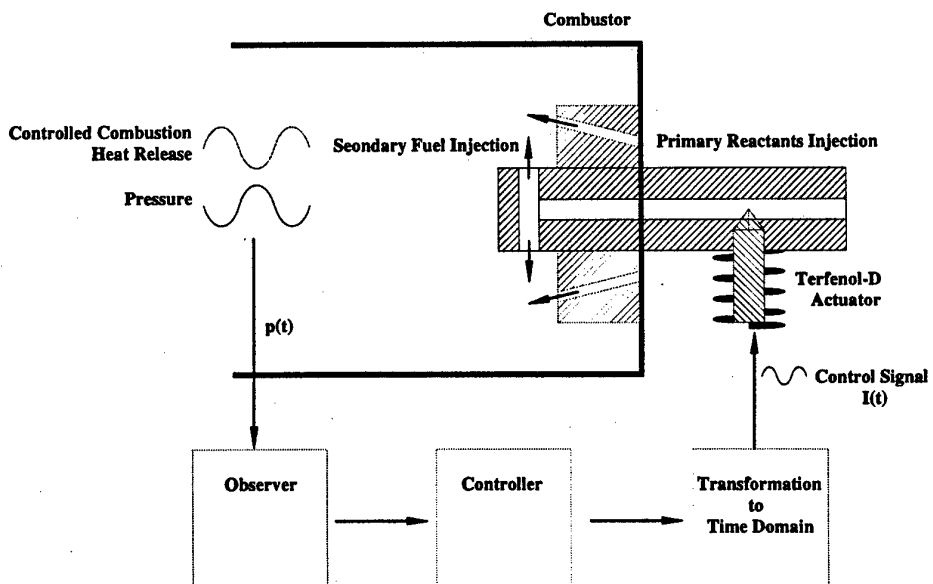 Combustor
Controlled Combustion
Heat Release
Seondary Fuel Injection
Primary Reactants Injection
Pressure
Terfenol-D
Actuator
p(t)
Control Signal
I(t)
Observer
Controller
Transformation
to
Time Domain